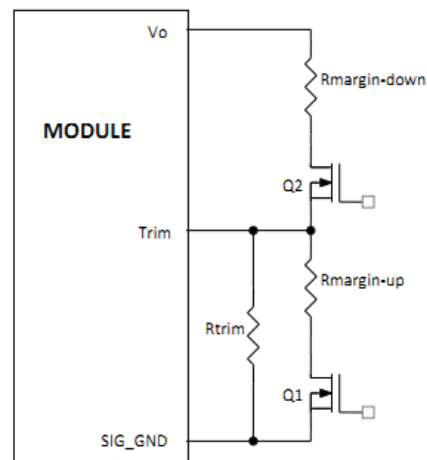 Vo
Rmargin-down
MODULE
Q2
Trim
Rmargin-up
Rtrim
Q1
SIG_GND